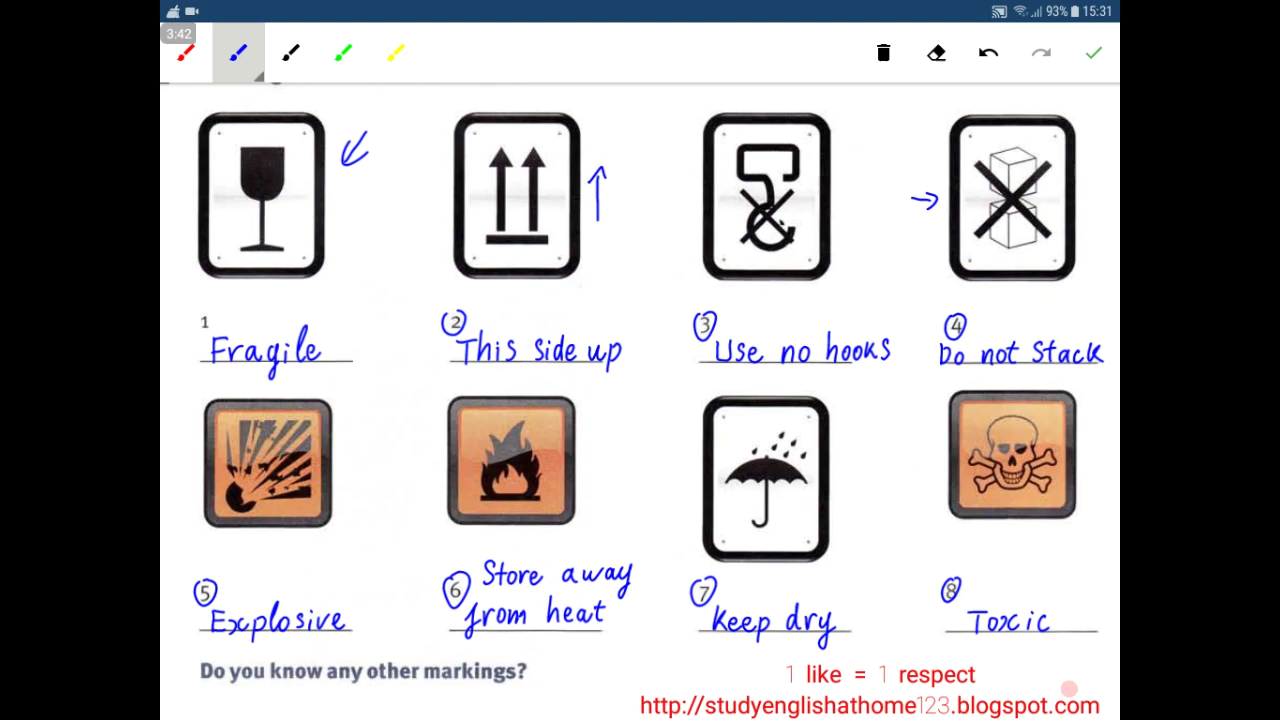 93% 15:31
3:42
1
Fragile
2
This side up
3
Use no hooks
4
Do not stack
5
Explosive
6
Store away
from heat
7
Keep dry
8
Toxic
Do you know any other markings?
1 like = 1 respect
http://studyenglishathome123.blogspot.com